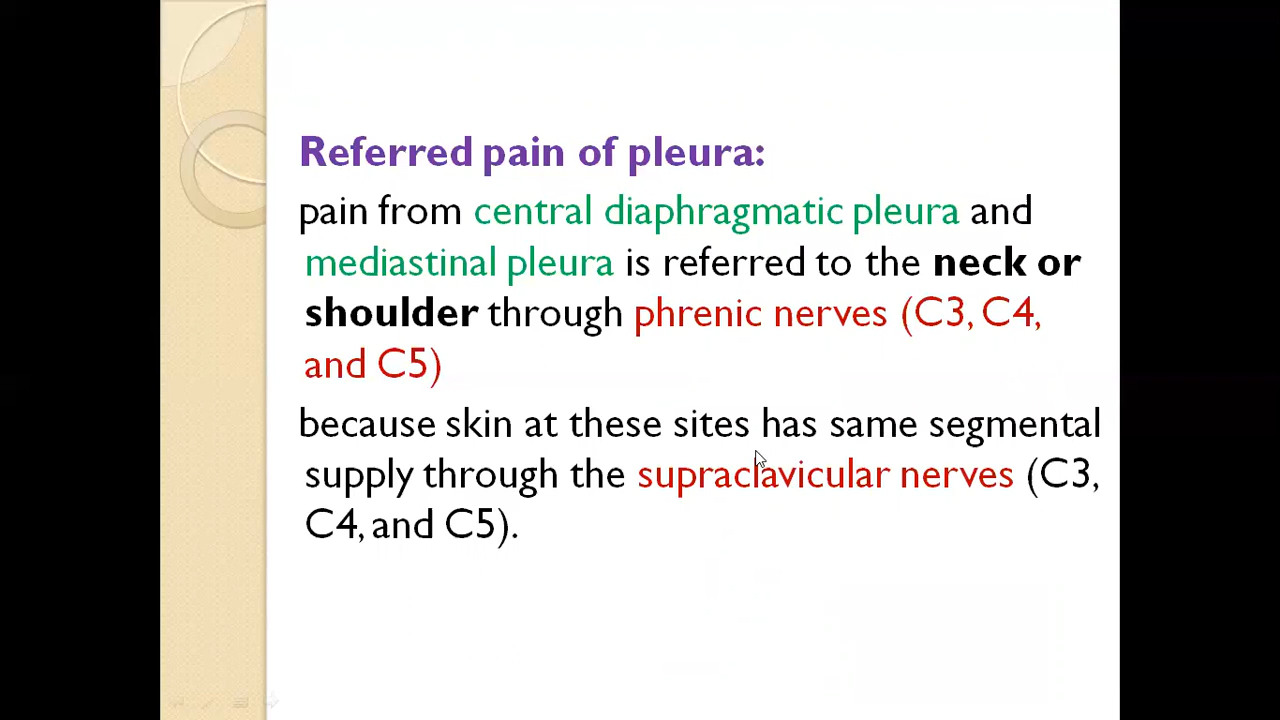 Referred pain of pleura:
pain from central diaphragmatic pleura and
mediastinal pleura is referred to the neck or
shoulder through phrenic nerves (C3, C4,
and C5)
because skin at these sites has same segmental
supply through the supraclavicular nerves (C3,
C4, and C5).